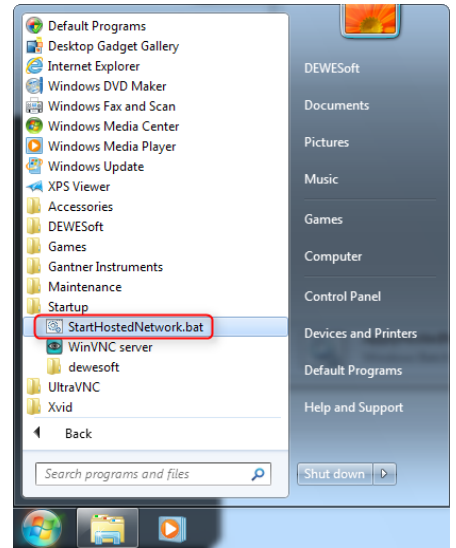 Default Programs
Desktop Gadget Gallery
Internet Explorer
Windows DVD Maker
Windows Fax and Scan
Windows Media Center
Windows Media Player
Windows Update
XPS Viewer
Accessories
DEWESoft
Games
Gantner Instruments
Maintenance
Startup
StartHostedNetwork.bat
WinVNC server
dewesoft
UltraVNC
Xvid
Back
Search programs and files
DEWESoft
Documents
Pictures
Music
Games
Computer
Control Panel
Devices and Printers
Default Programs
Help and Support
Shut down